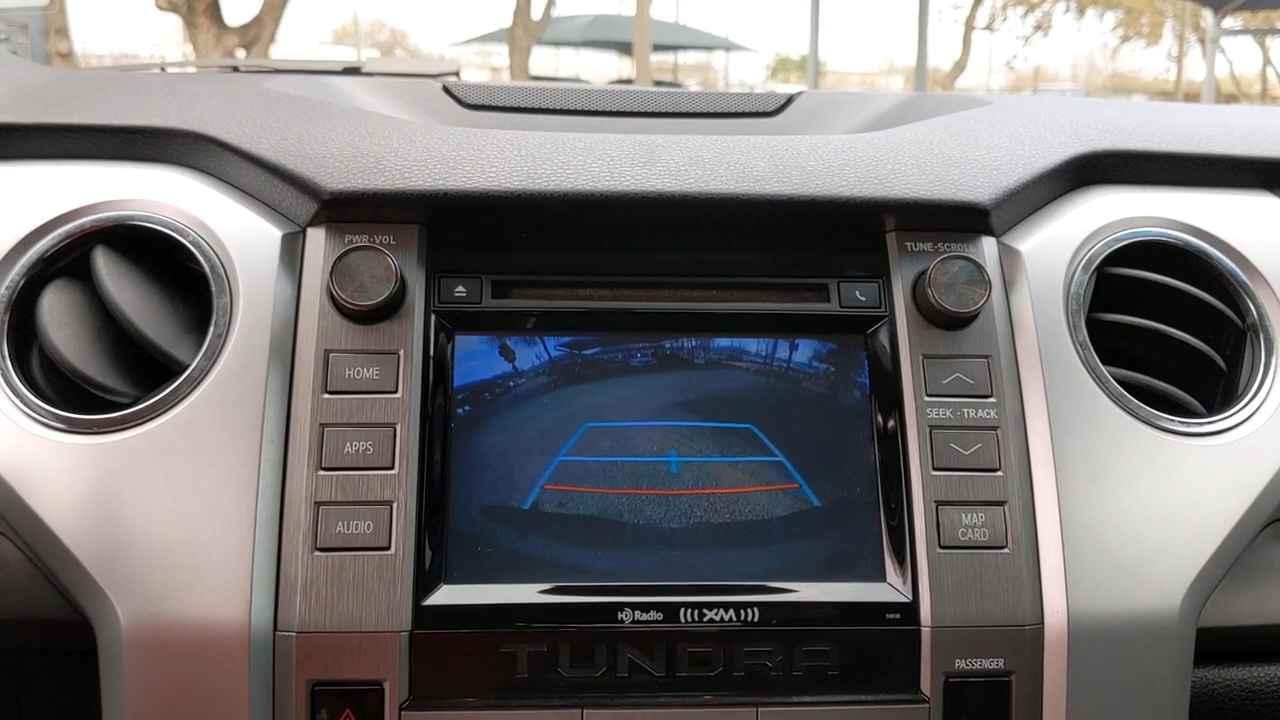 PWR·VOL
TUNE·SCROLL
HOME
APPS
SEEK · TRACK
AUDIO
MAP
CARD
HD Radio
((( XM )))
TUNDRA
PASSENGER